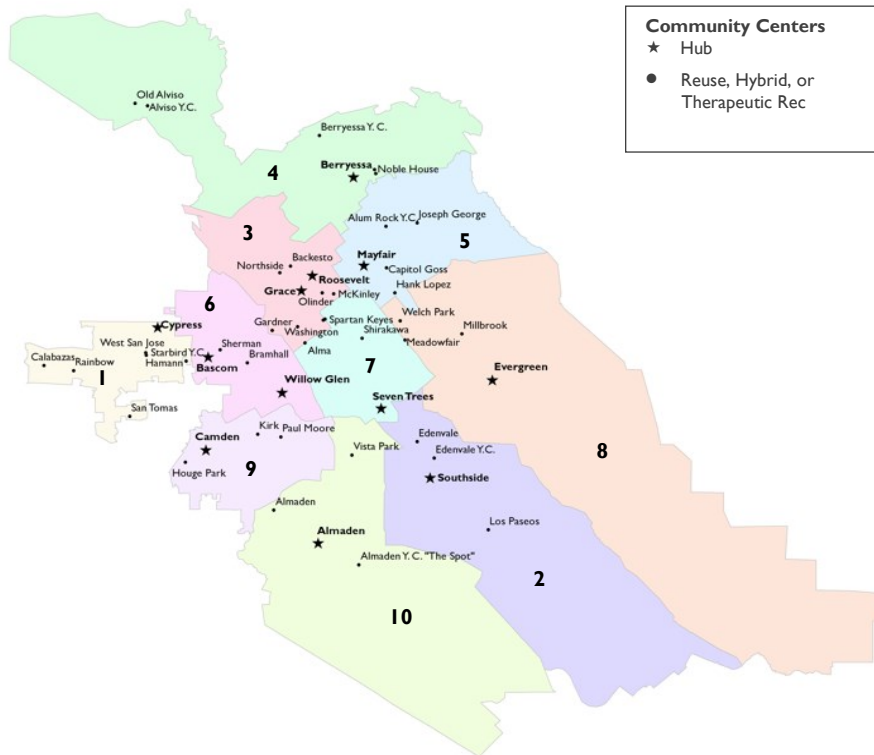 Community Centers
Hub
Reuse, Hybrid, or
Therapeutic Rec
Old Alviso
Alviso Y.C.
Berryessa Y. C.
Berryessa
Noble House
4
Alum Rock Y.C.
Joseph George
3
5
Backesto
Mayfair
Northside
Capitol Goss
Roosevelt
Grace
Hank Lopez
McKinley
Olinder
6
Welch Park
Spartan Keyes
Cypress
Gardner
Washington
Shirakawa
Millbrook
West San Jose
Sherman
Alma
Meadowfair
Starbird Y.C.
Calabazas
Hamann
Bramhall
7
Rainbow
Bascom
Evergreen
1
Willow Glen
Seven Trees
San Tomas
Kirk
Paul Moore
Camden
Edenvale
Vista Park
Edenvale Y.C.
8
Houge Park
9
Southside
Almaden
Los Paseos
Almaden
Almaden Y. C. "The Spot"
2
10